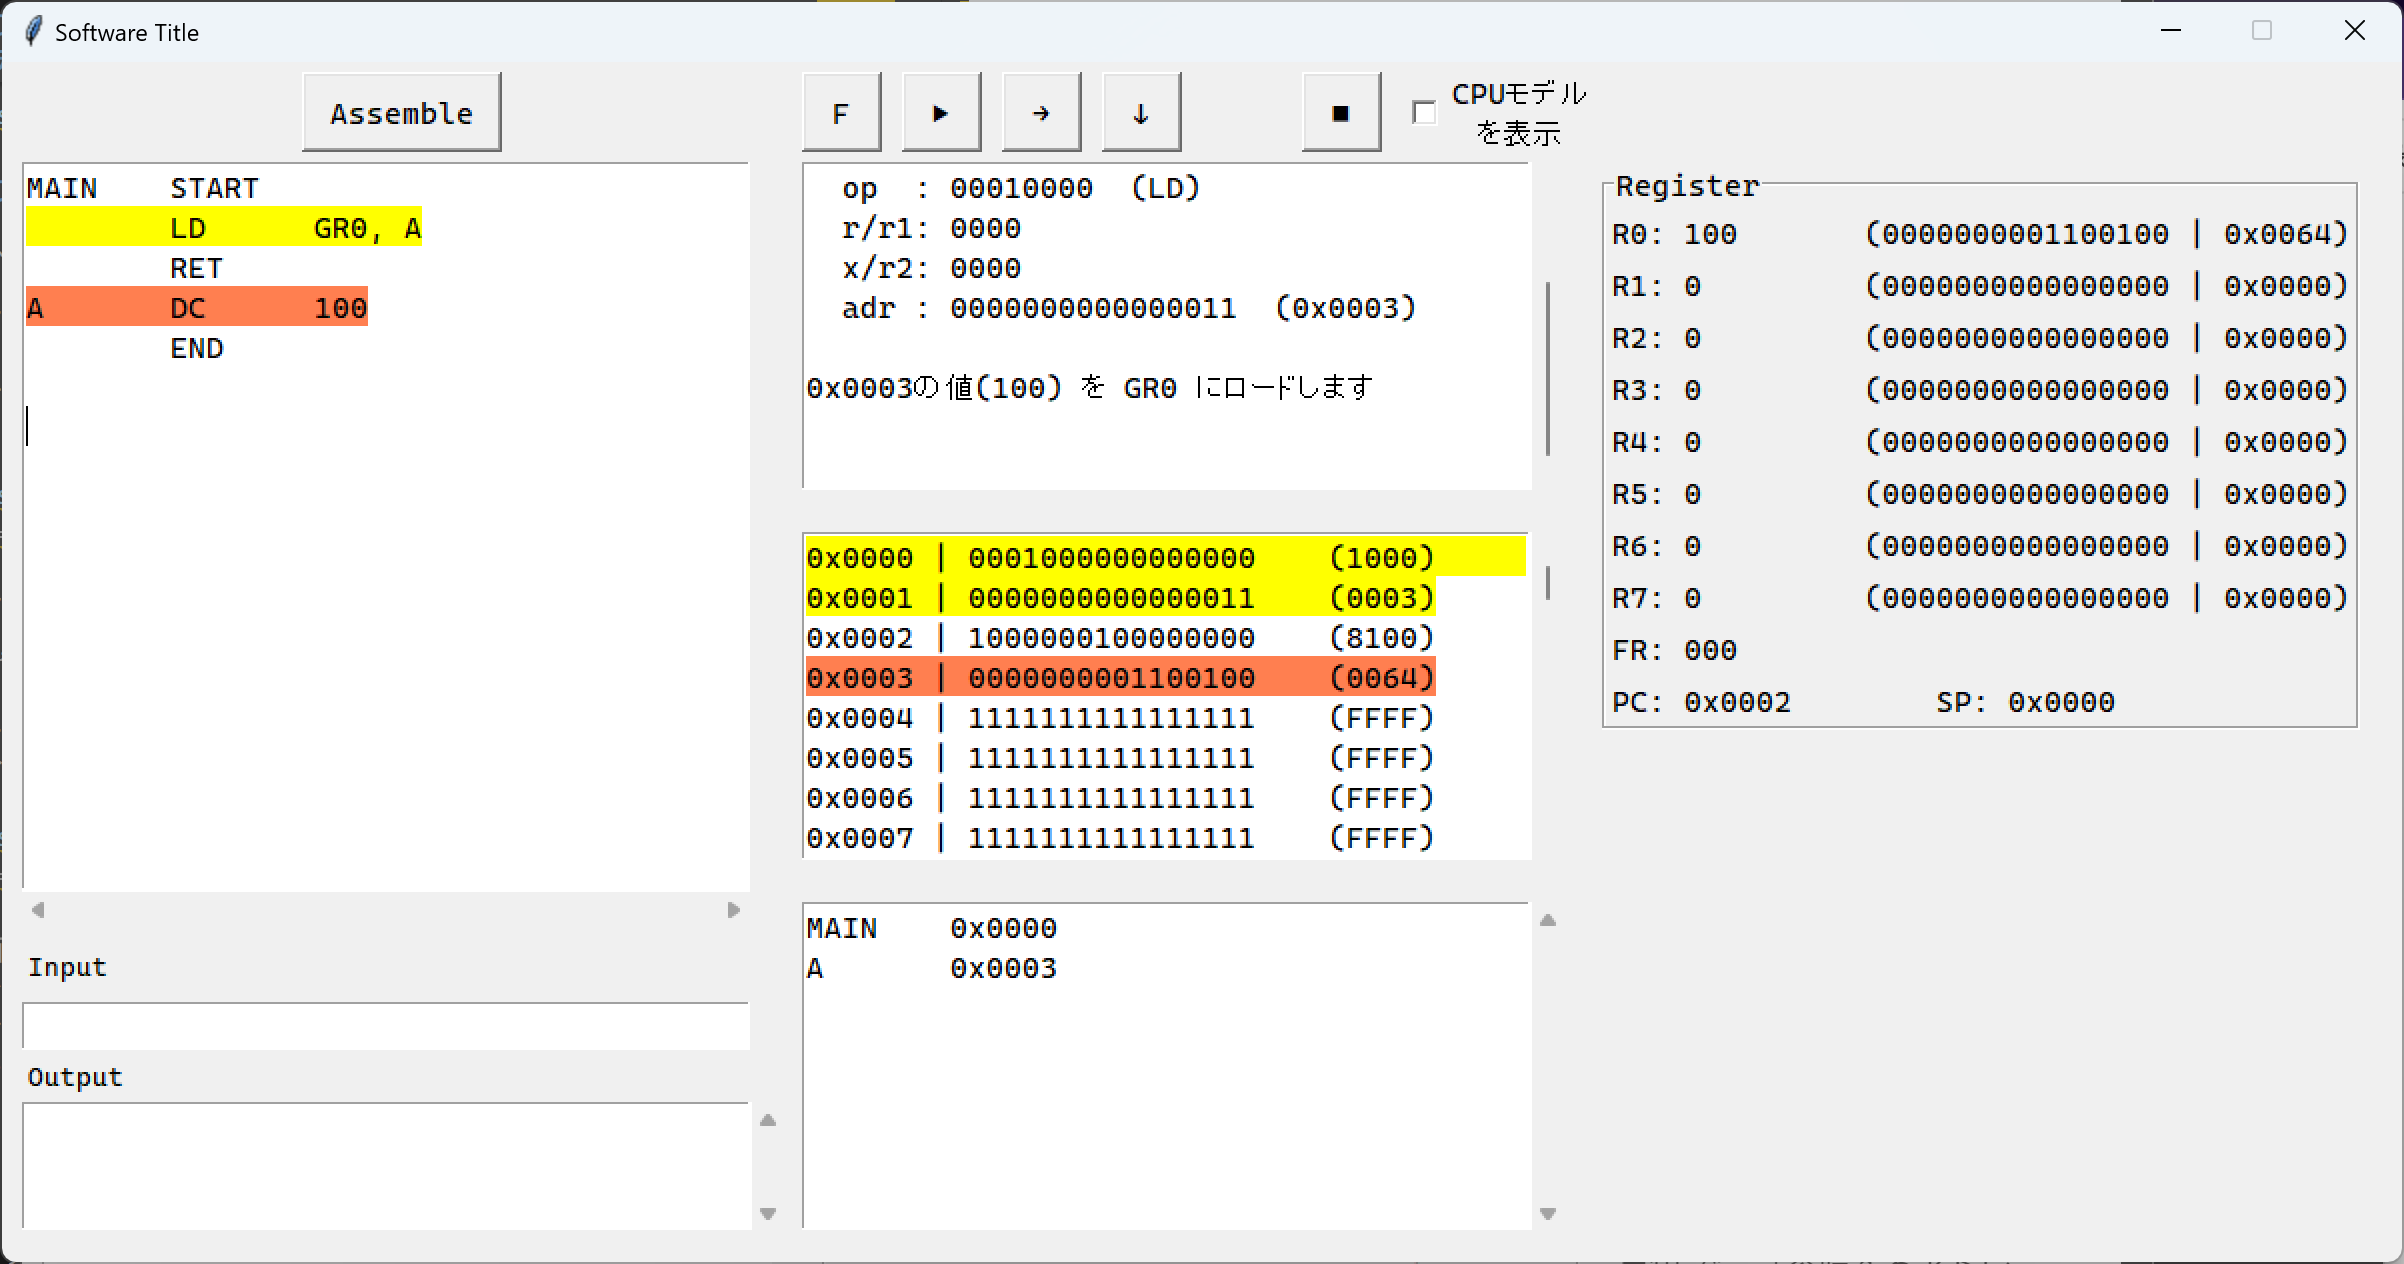 Software Title
Assemble
F ▶ → ↓ ■
CPUモデル
を表示
MAIN START
LD GR0, A
RET
A DC 100
END
Input
Output
op : 00010000 (LD)
r/r1: 0000
x/r2: 0000
adr : 0000000000000011 (0x0003)
0x0003の値(100) を GR0 にロードします
0x0000 | 0001000000000000 (1000)
0x0001 | 0000000000000011 (0003)
0x0002 | 1000000100000000 (8100)
0x0003 | 0000000001100100 (0064)
0x0004 | 1111111111111111 (FFFF)
0x0005 | 1111111111111111 (FFFF)
0x0006 | 1111111111111111 (FFFF)
0x0007 | 1111111111111111 (FFFF)
MAIN 0x0000
A 0x0003
Register
R0: 100 (0000000001100100 | 0x0064)
R1: 0 (0000000000000000 | 0x0000)
R2: 0 (0000000000000000 | 0x0000)
R3: 0 (0000000000000000 | 0x0000)
R4: 0 (0000000000000000 | 0x0000)
R5: 0 (0000000000000000 | 0x0000)
R6: 0 (0000000000000000 | 0x0000)
R7: 0 (0000000000000000 | 0x0000)
FR: 000
PC: 0x0002 SP: 0x0000